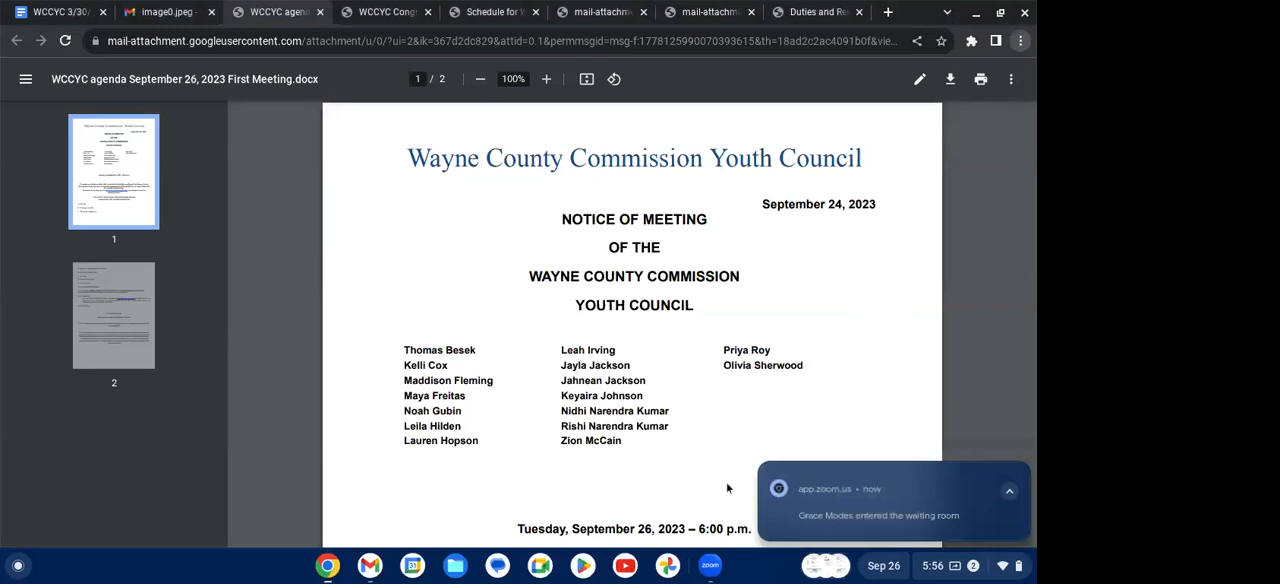 WCCYC 3/30/
image0.jpeg -
WCCYC agen
WCCYC Cong
Schedule for W
mail-attachm
mail-attachm
Duties and Re
mail-attachment.googleusercontent.com/attachment/u/0/?ui=2&ik=367d2dc829&attid=0.1&permmsgid=msg-f:1778125990070393615&th=18ad2c2ac4091b0f&vie...
WCCYC agenda September 26, 2023 First Meeting.docx
1 / 2
100%
Wayne County Commission Youth Council
September 24, 2023
NOTICE OF MEETING
OF THE
WAYNE COUNTY COMMISSION
YOUTH COUNCIL
Thomas Besek Leah Irving Priya Roy
Kelli Cox Jayla Jackson Olivia Sherwood
Maddison Fleming Jahnean Jackson
Maya Freitas Keyaira Johnson
Noah Gubin Nidhi Narendra Kumar
Leila Hilden Rishi Narendra Kumar
Lauren Hopson Zion McCain
Tuesday, September 26, 2023 – 6:00 p.m.
1
2
app.zoom.us • now
Grace Modes entered the waiting room
31
zoom
Sep 26
5:56
2